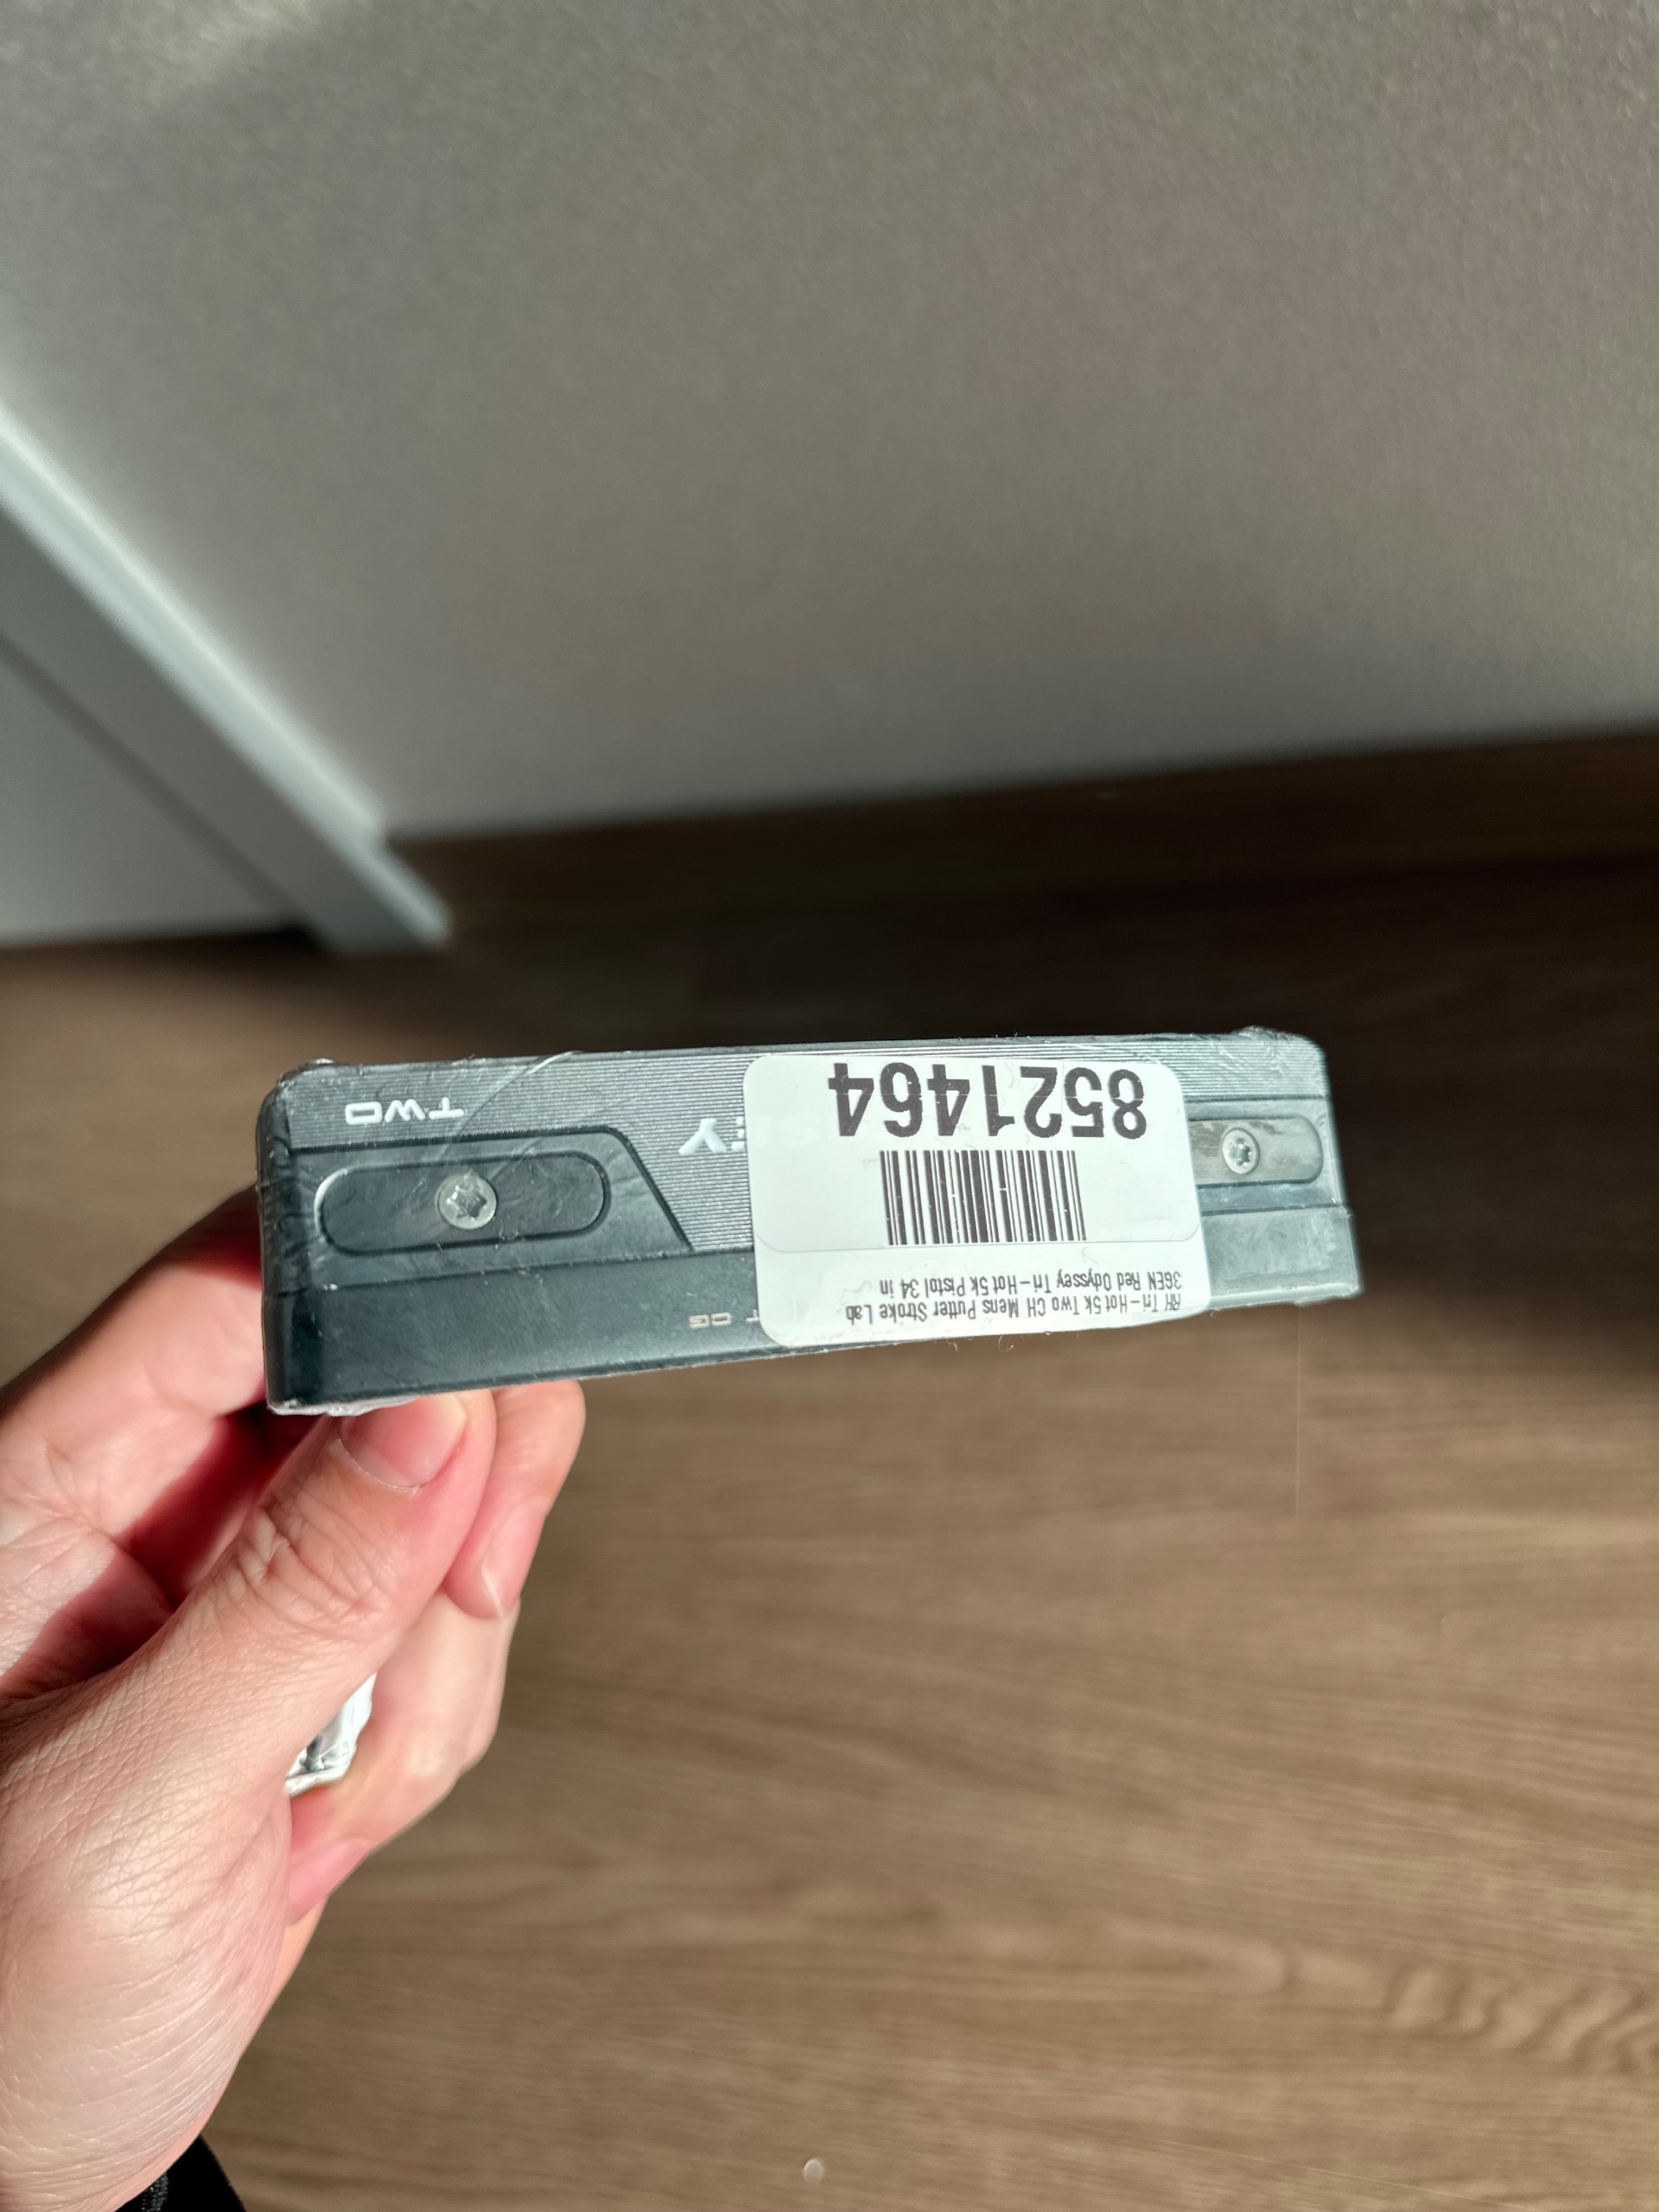 RH Tri-Hot 5k Two CH Mens Putter Stroke Lab
3GEN Red Odyssey Tri-Hot 5k Pistol 34 in
8521464
T CG
Y
TWO